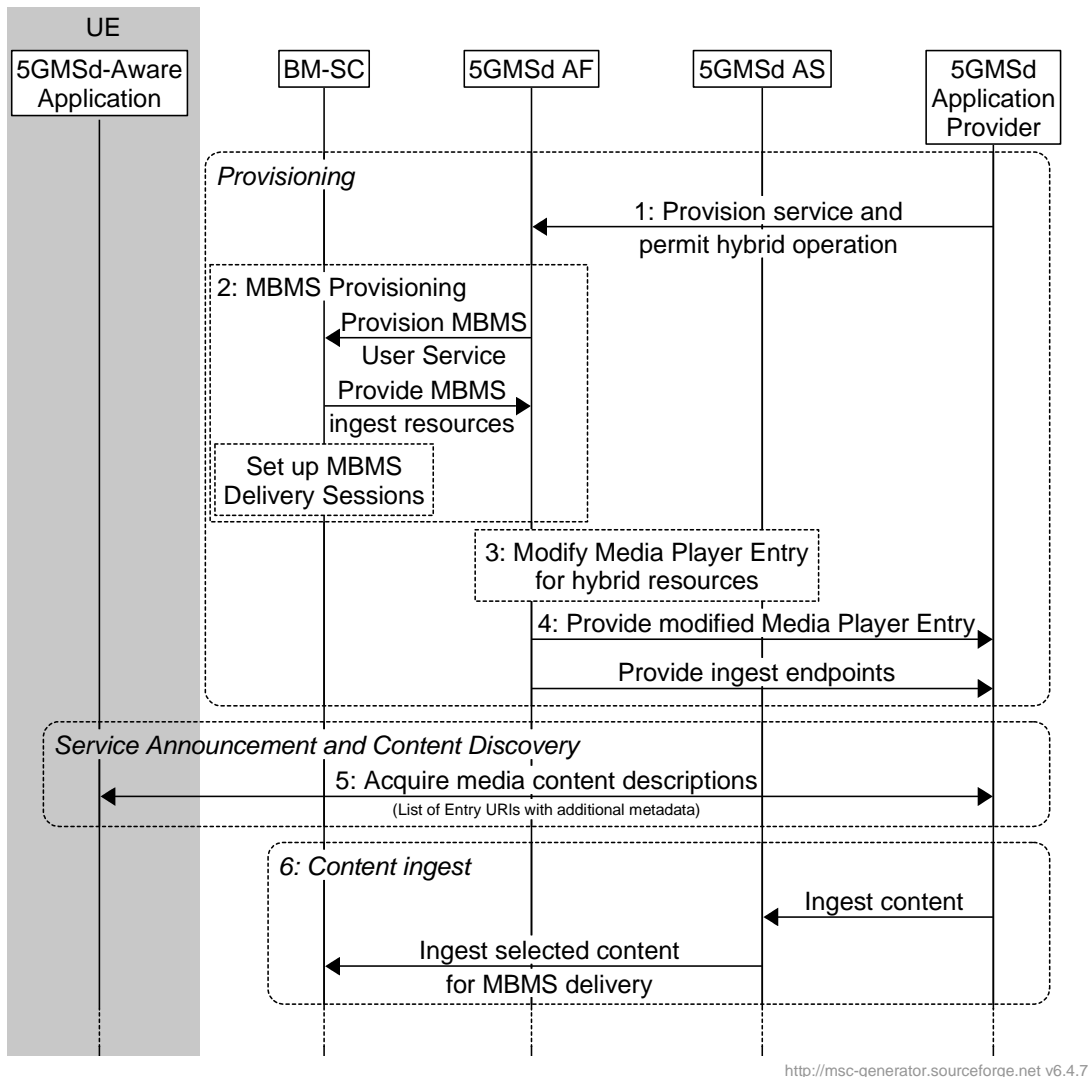 UE
5GMSd-Aware
Application
BM-SC
5GMSd AF
5GMSd AS
5GMSd
Application
Provider
Provisioning
1: Provision service and
permit hybrid operation
2: MBMS Provisioning
Provision MBMS
User Service
Provide MBMS
ingest resources
Set up MBMS
Delivery Sessions
3: Modify Media Player Entry
for hybrid resources
4: Provide modified Media Player Entry
Provide ingest endpoints
Service Announcement and Content Discovery
5: Acquire media content descriptions
(List of Entry URIs with additional metadata)
6: Content ingest
Ingest content
Ingest selected content
for MBMS delivery
http://msc-generator.sourceforge.net v6.4.7